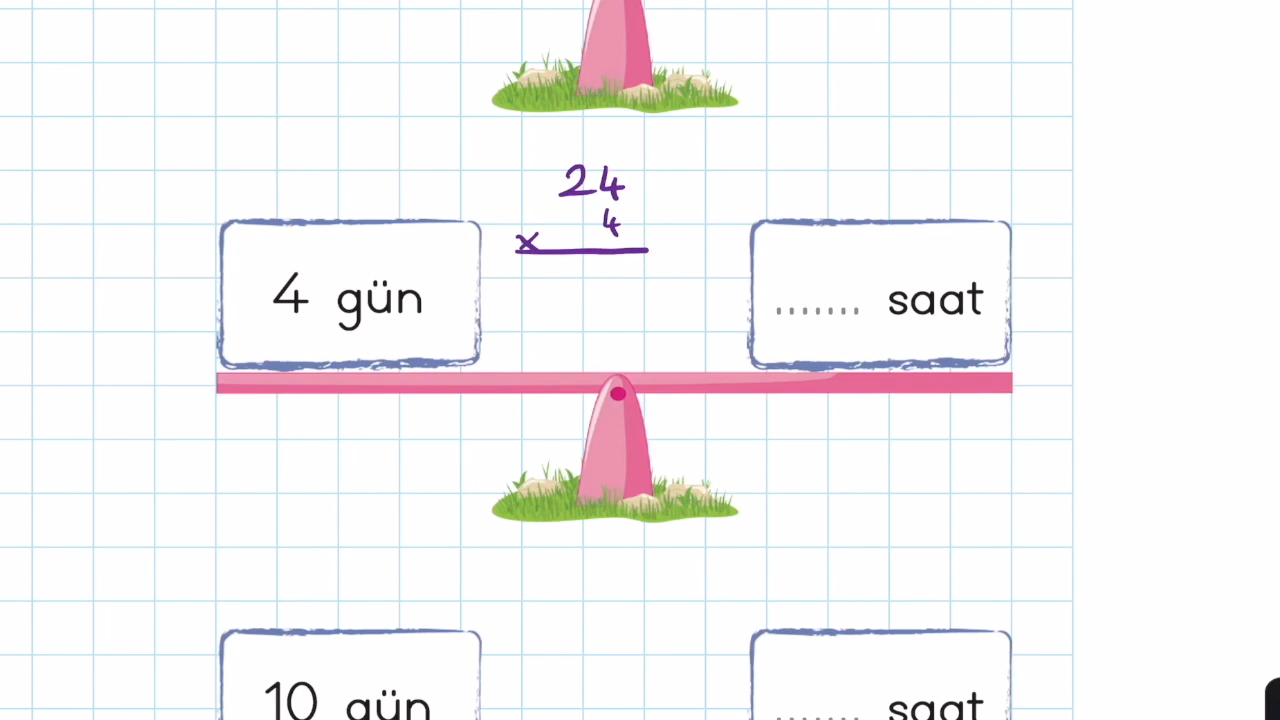 24
4
x
4 gün
....... saat
10 gün
....... saat